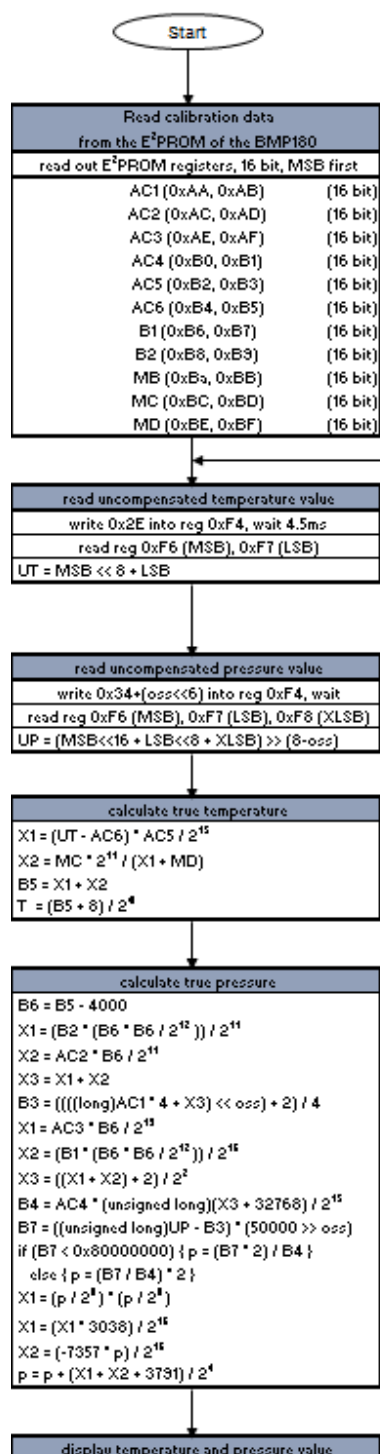 Start
Read calibration data
from the E²PROM of the BMP180
read out E²PROM registers, 16 bit, MSB first
AC1 (0xAA, 0xAB) (16 bit)
AC2 (0xAC, 0xAD) (16 bit)
AC3 (0xAE, 0xAF) (16 bit)
AC4 (0xB0, 0xB1) (16 bit)
AC5 (0xB2, 0xB3) (16 bit)
AC6 (0xB4, 0xB5) (16 bit)
B1 (0xB6, 0xB7) (16 bit)
B2 (0xB8, 0xB9) (16 bit)
MB (0xBa, 0xBB) (16 bit)
MC (0xBC, 0xBD) (16 bit)
MD (0xBE, 0xBF) (16 bit)
read uncompensated temperature value
write 0x2E into reg 0xF4, wait 4.5ms
read reg 0xF6 (MSB), 0xF7 (LSB)
UT = MSB << 8 + LSB
read uncompensated pressure value
write 0x34+(oss<<6) into reg 0xF4, wait
read reg 0xF6 (MSB), 0xF7 (LSB), 0xF8 (XLSB)
UP = (MSB<<16 + LSB<<8 + XLSB) >> (8-oss)
calculate true temperature
X1 = (UT - AC6) * AC5 / 2¹⁵
X2 = MC * 2¹¹ / (X1 + MD)
B5 = X1 + X2
T = (B5 + 8) / 2⁴
calculate true pressure
B6 = B5 - 4000
X1 = (B2 * (B6 * B6 / 2¹² )) / 2¹¹
X2 = AC2 * B6 / 2¹¹
X3 = X1 + X2
B3 = ((((long)AC1 * 4 + X3) << oss) + 2) / 4
X1 = AC3 * B6 / 2¹³
X2 = (B1 * (B6 * B6 / 2¹²)) / 2¹⁶
X3 = ((X1 + X2) + 2) / 2²
B4 = AC4 * (unsigned long)(X3 + 32768) / 2¹⁵
B7 = ((unsigned long)UP - B3) * (50000 >> oss)
if (B7 < 0x80000000) { p = (B7 * 2) / B4 }
else { p = (B7 / B4) * 2 }
X1 = (p / 2⁸) * (p / 2⁸)
X1 = (X1 * 3038) / 2¹⁶
X2 = (-7357 * p) / 2¹⁶
p = p + (X1 + X2 + 3791) / 2⁴
display temperature and pressure value